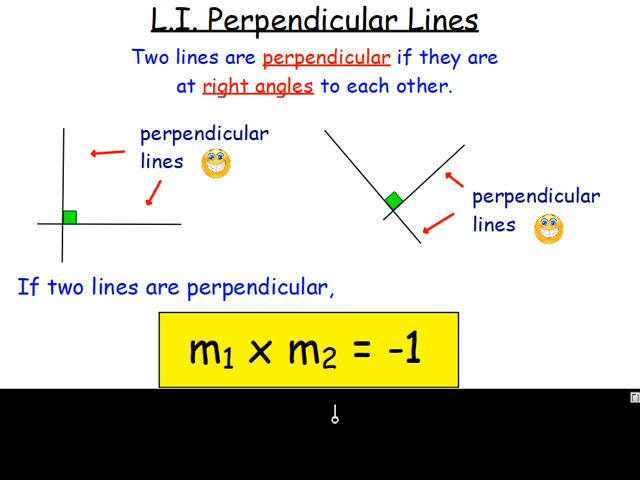 L.I. Perpendicular Lines
Two lines are perpendicular if they are
at right angles to each other.
perpendicular
lines
perpendicular
lines
If two lines are perpendicular,
m₁ x m₂ = -1